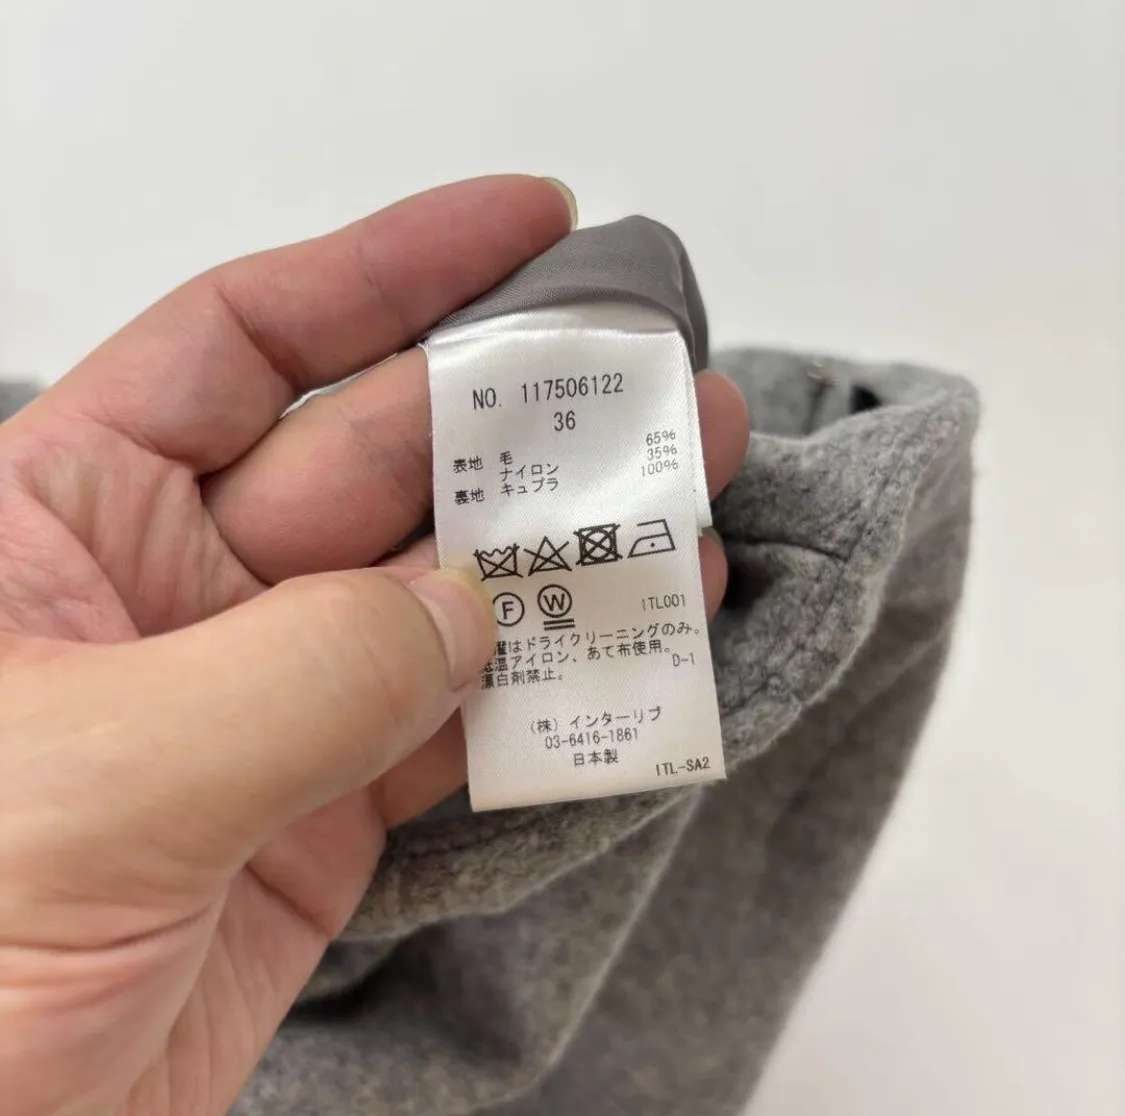 NO. 117506122
36
表地 毛 65%
ナイロン 35%
裏地 キュプラ 100%
F W ITL001
はドライクリーニングのみ。
温アイロン、あて布使用。
白剤禁止。 D-1
(株)インターリブ
03-6416-1861
日本製
ITL-SA2